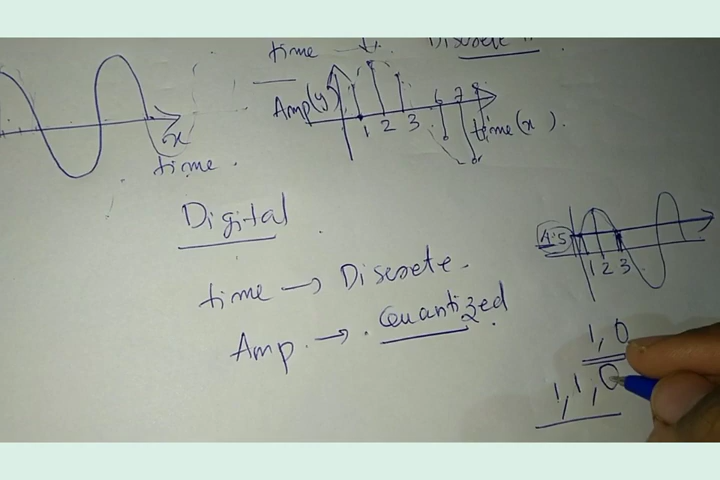 time →
Discrete
Amp(y)
1 2 3 6 7 8
time(x).
x
time.
Digital
time → Discrete.
Amp. → Quantized.
4.5
1 2 3
1, 0
1, 1, 0